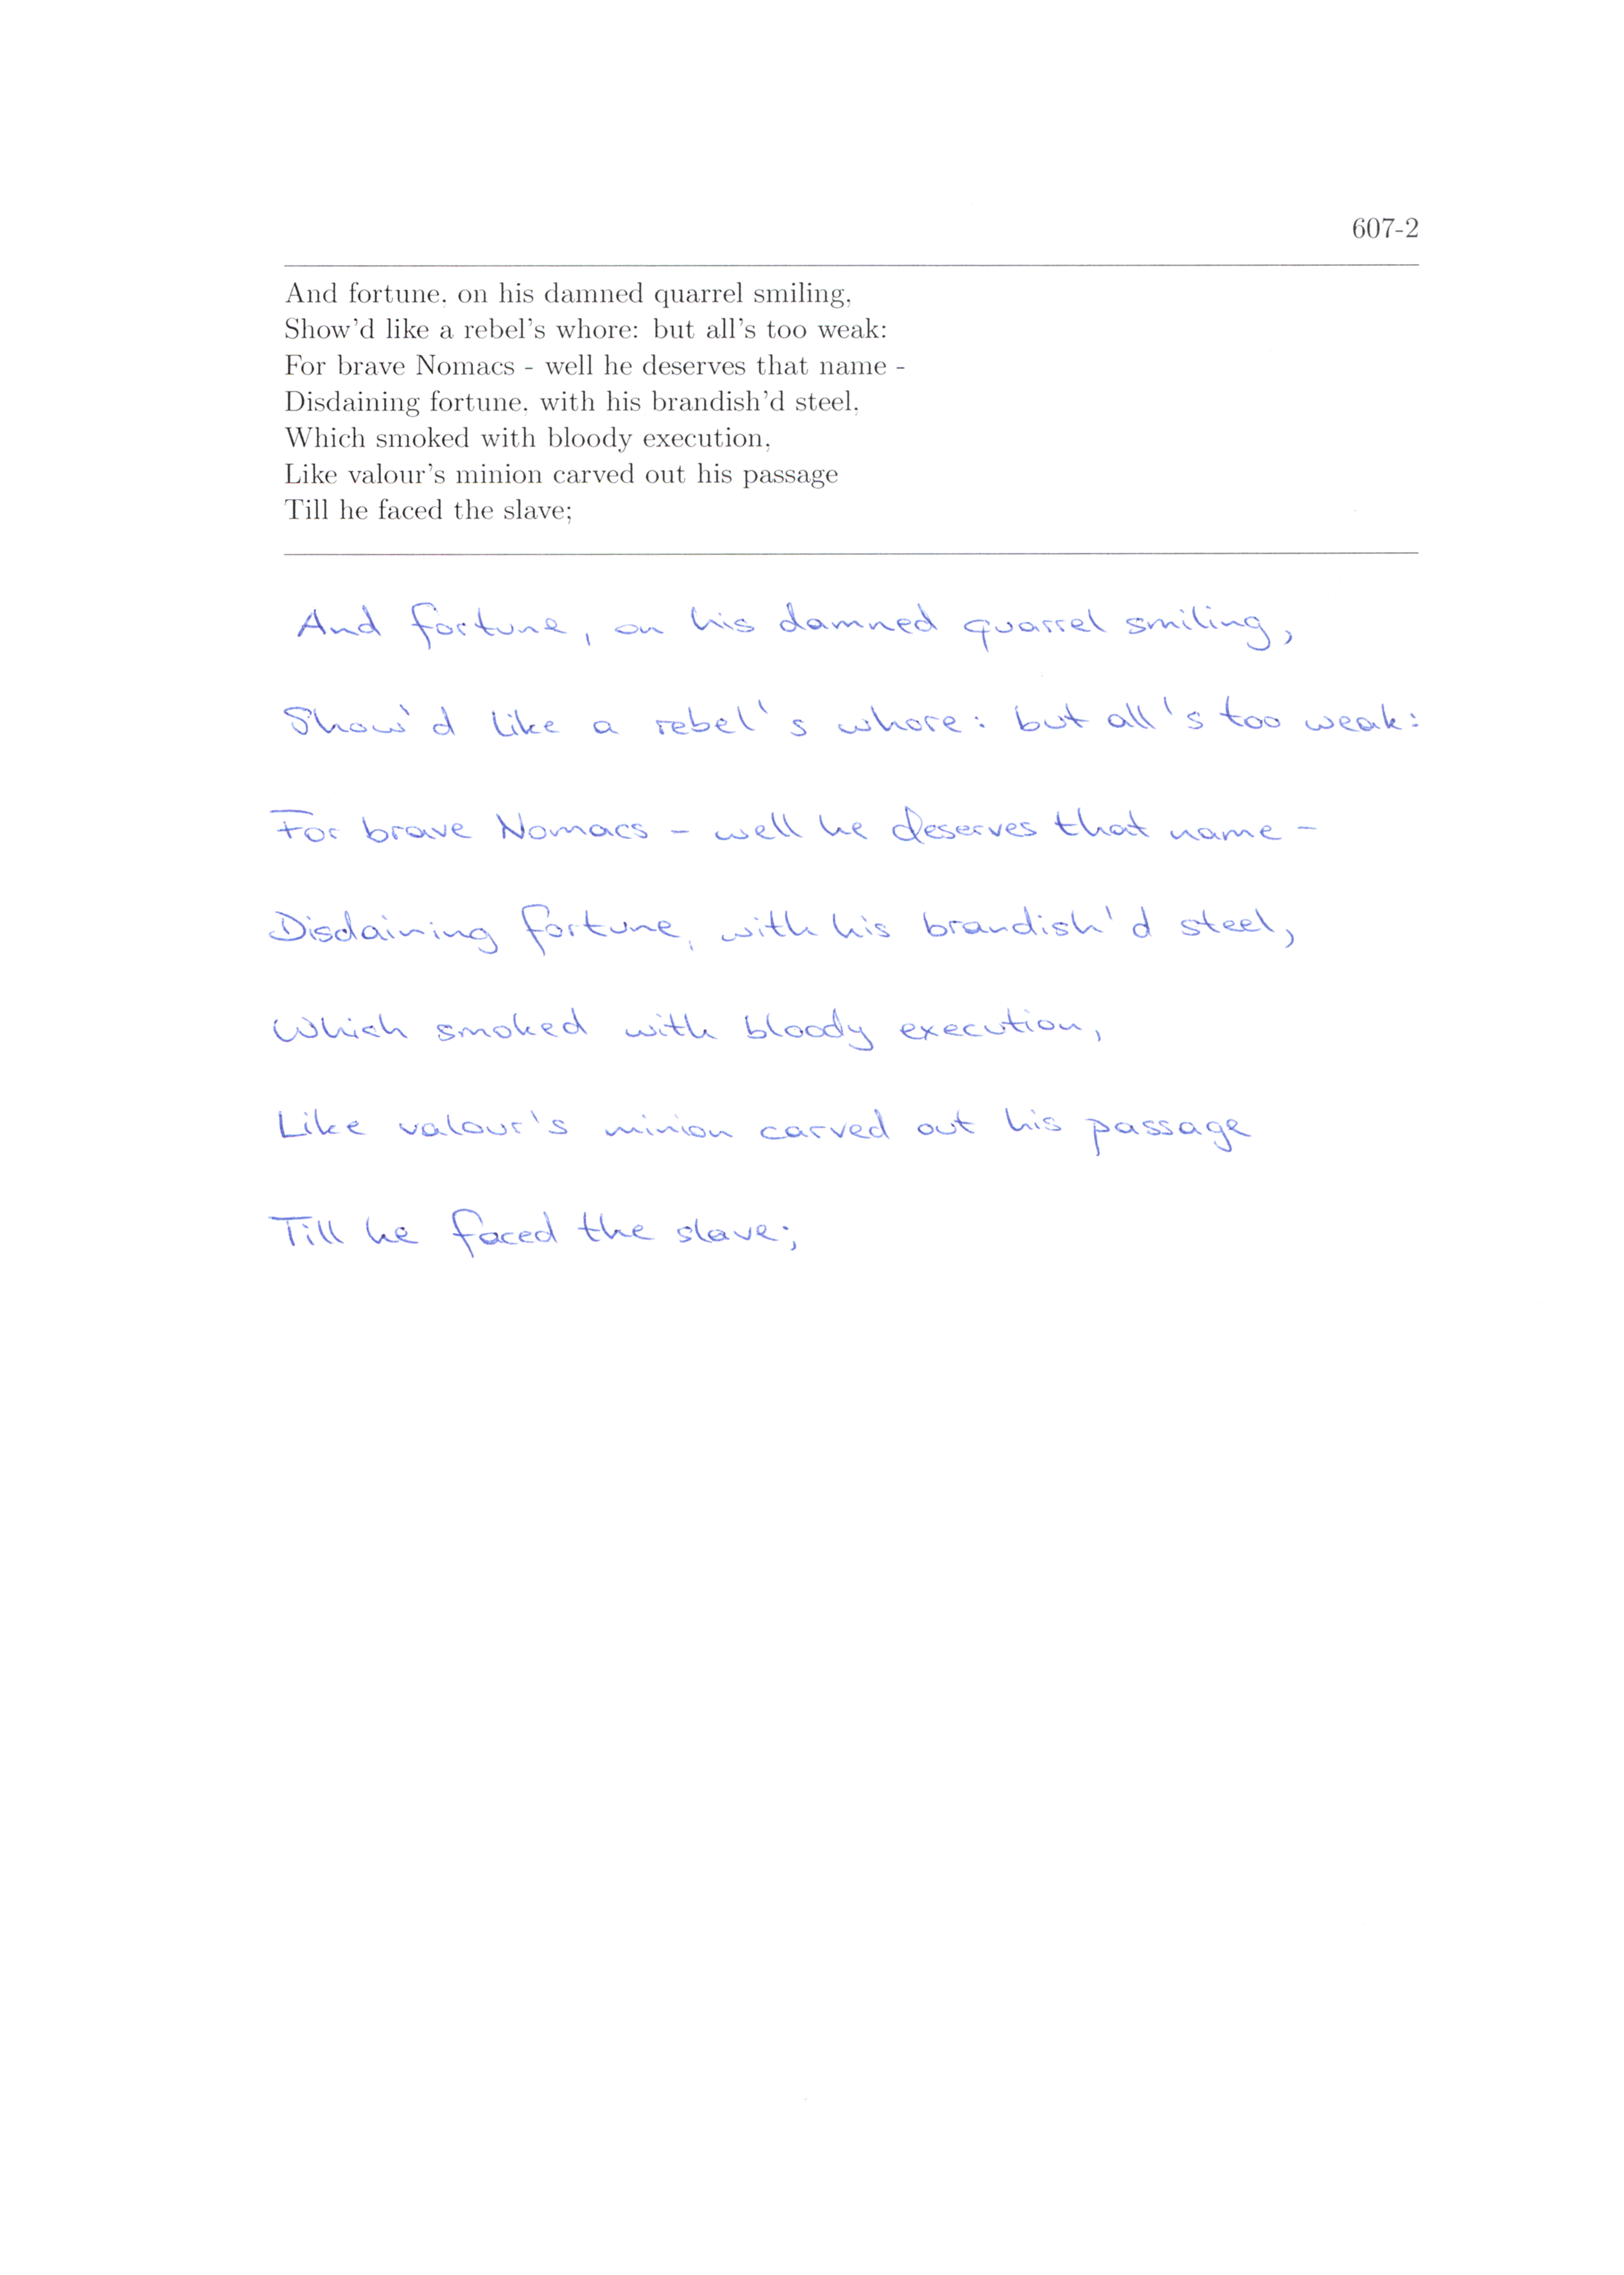 607-2
And fortune, on his damned quarrel smiling,
Show'd like a rebel's whore: but all's too weak:
For brave Nomacs - well he deserves that name -
Disdaining fortune, with his brandish'd steel,
Which smoked with bloody execution,
Like valour's minion carved out his passage
Till he faced the slave;
And fortune, on his damned quarrel smiling,
Show'd like a rebel's whore: but all's too weak:
For brave Nomacs - well he deserves that name -
Disdaining fortune, with his brandish'd steel,
Which smoked with bloody execution,
Like valour's minion carved out his passage
Till he faced the slave;